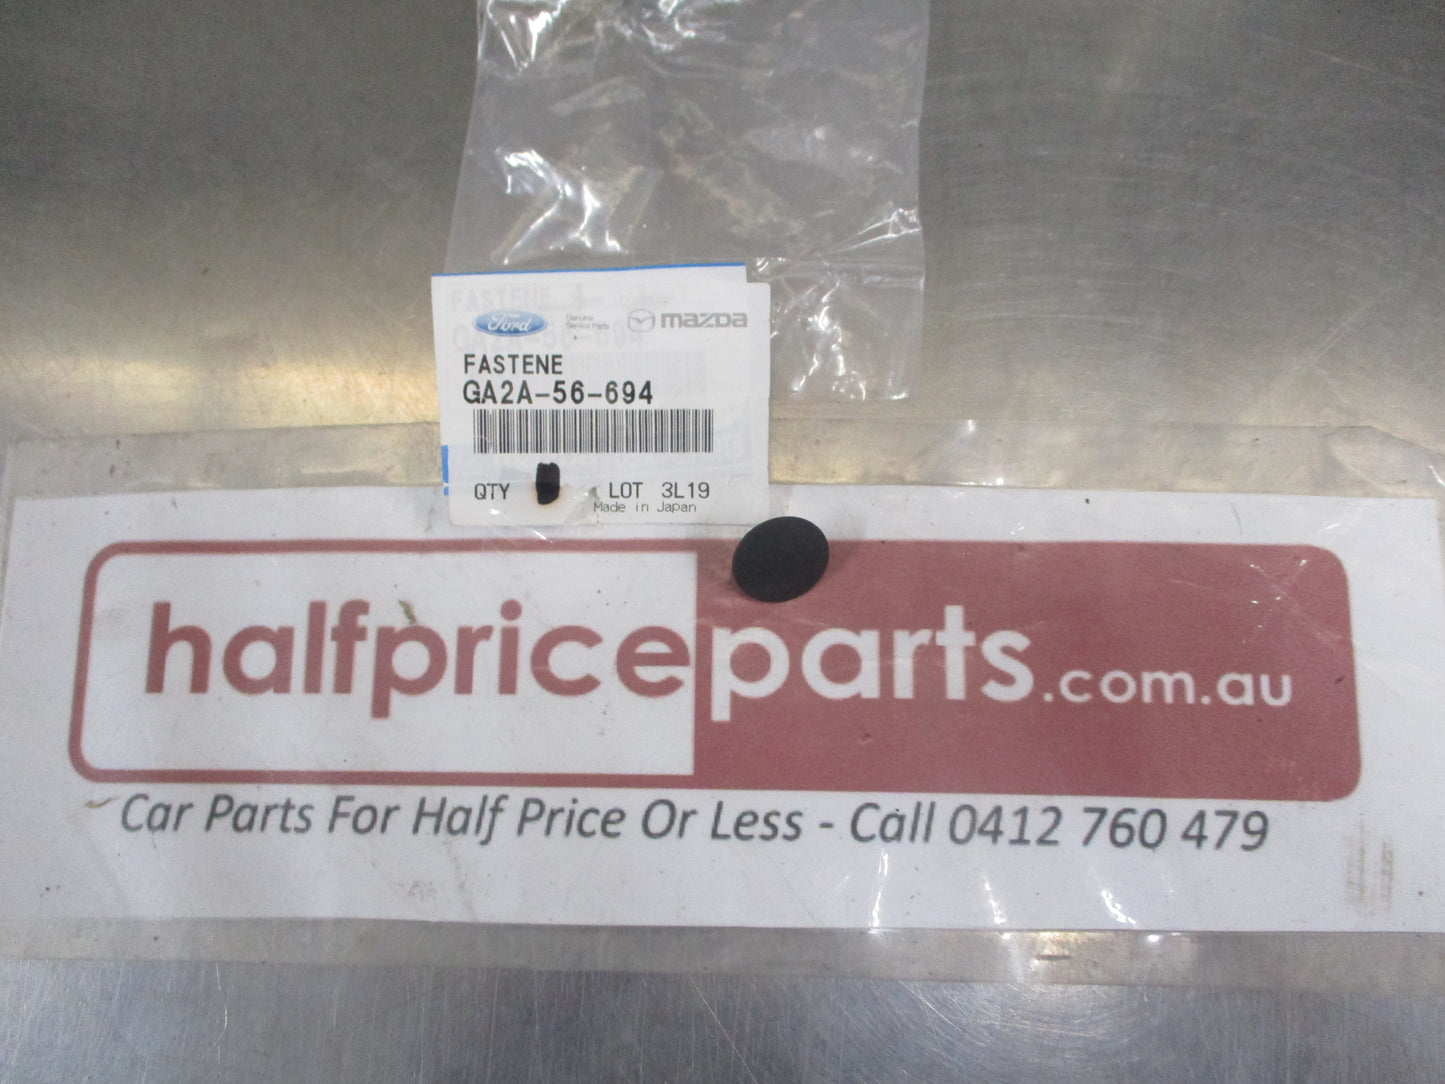 Ford Genuine Service Parts mazda
FASTENE
GA2A-56-694
QTY LOT 3L19
Made in Japan
halfpriceparts.com.au
Car Parts For Half Price Or Less - Call 0412 760 479